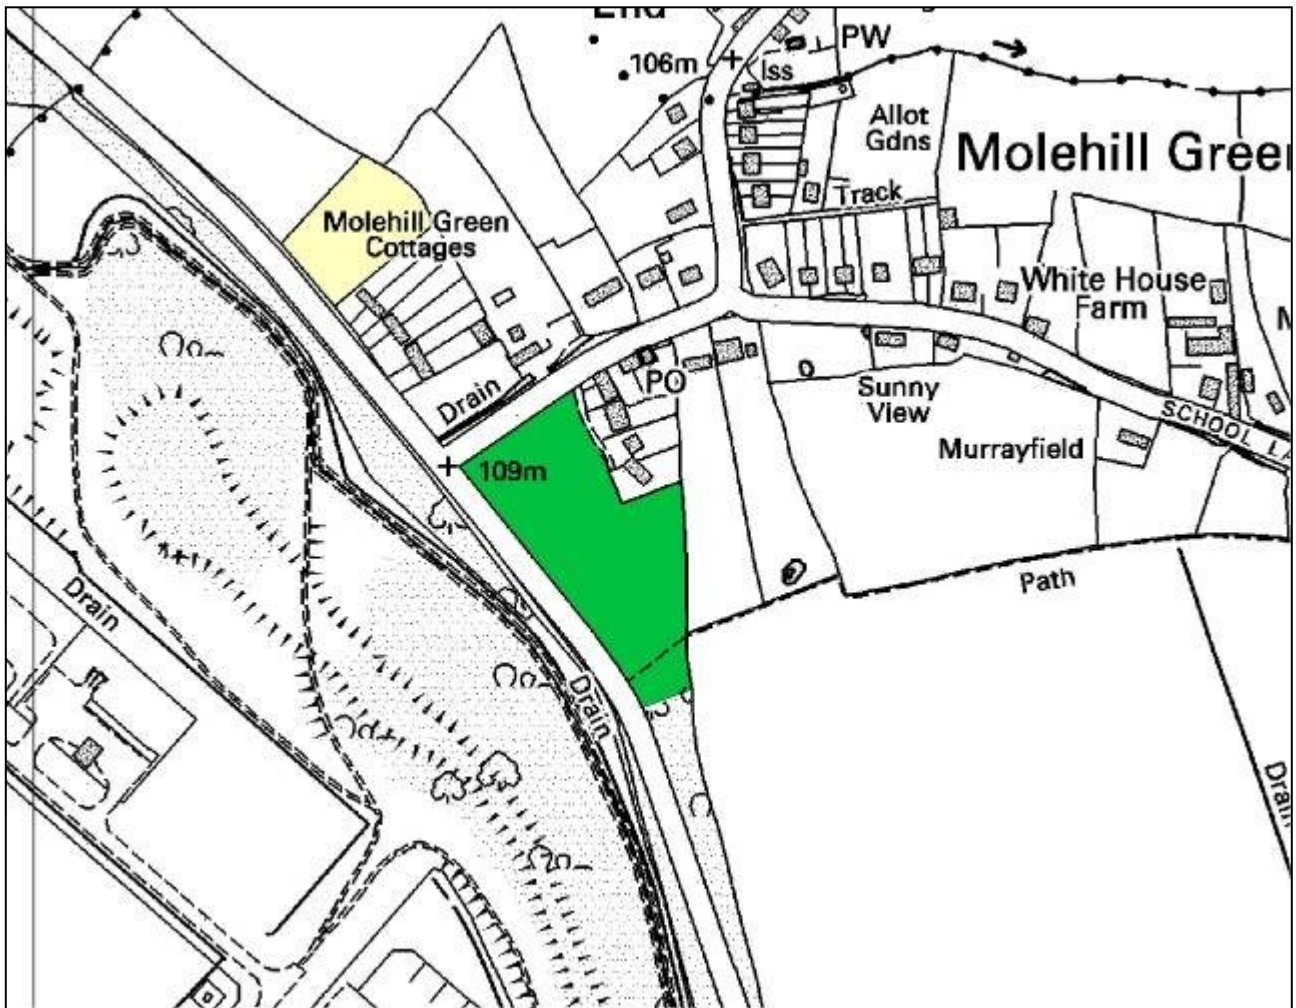 End
PW
106m
Iss
Allot
Gdns
Molehill Green
Track
Molehill Green
Cottages
White House
Farm
PO
Drain
Sunny
View
SCHOOL LA
Murrayfield
109m
Path
Drain
Drain
Drain